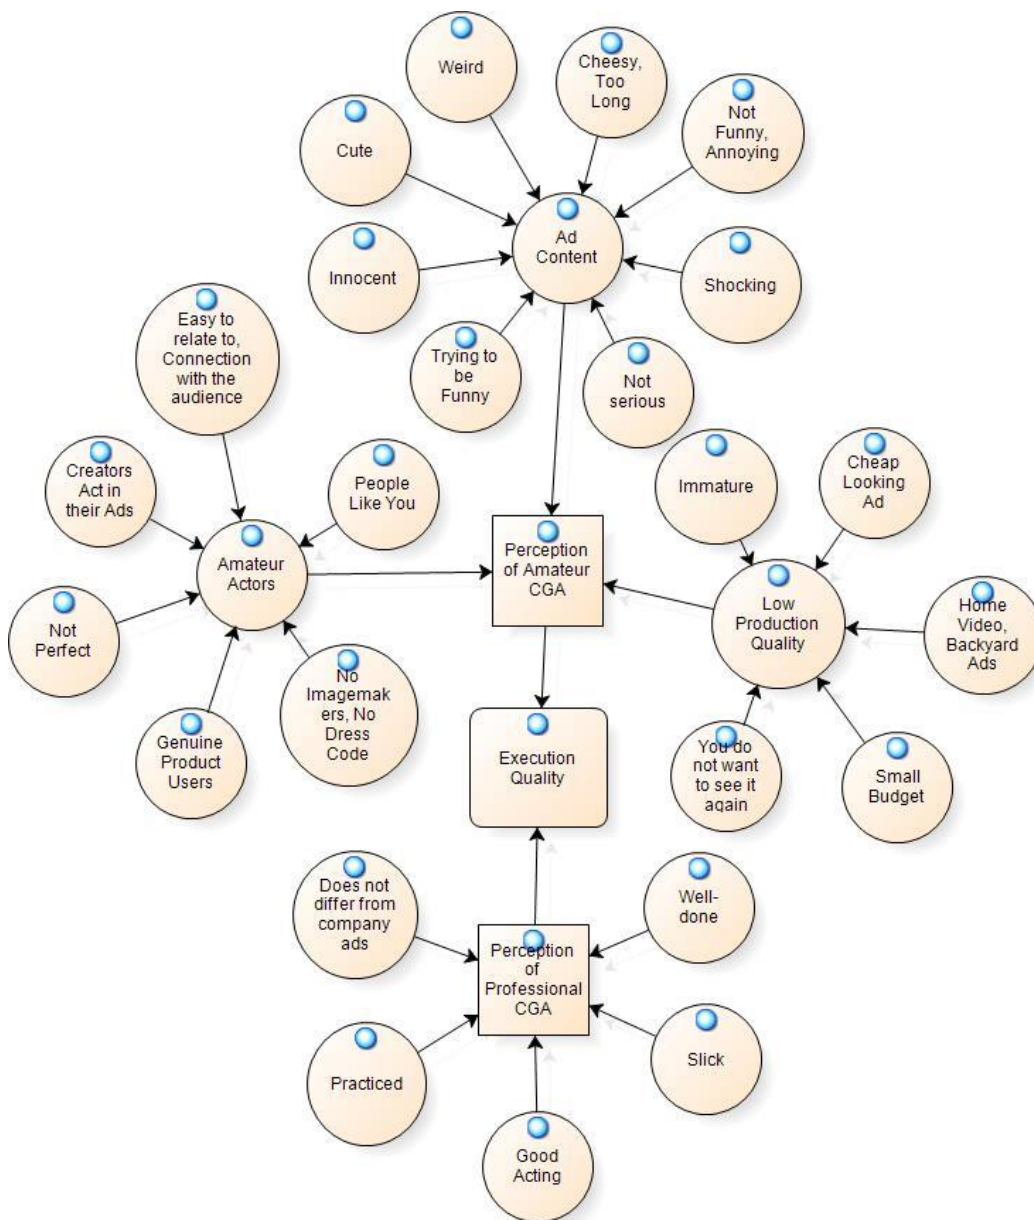 Weird
Cheesy,
Too
Long
Not
Funny,
Annoying
Cute
Ad
Content
Innocent
Shocking
Easy to
relate to,
Connection
with the
audience
Trying to
be
Funny
Not
serious
Creators
Act in
their Ads
People
Like You
Immature
Cheap
Looking
Ad
Amateur
Actors
Perception
of Amateur
CGA
Low
Production
Quality
Not
Perfect
Home
Video,
Backyard
Ads
No
Imagemak
ers, No
Dress
Code
Genuine
Product
Users
Execution
Quality
You do
not want
to see it
again
Small
Budget
Does not
differ from
company
ads
Well-
done
Perception
of
Professional
CGA
Practiced
Slick
Good
Acting